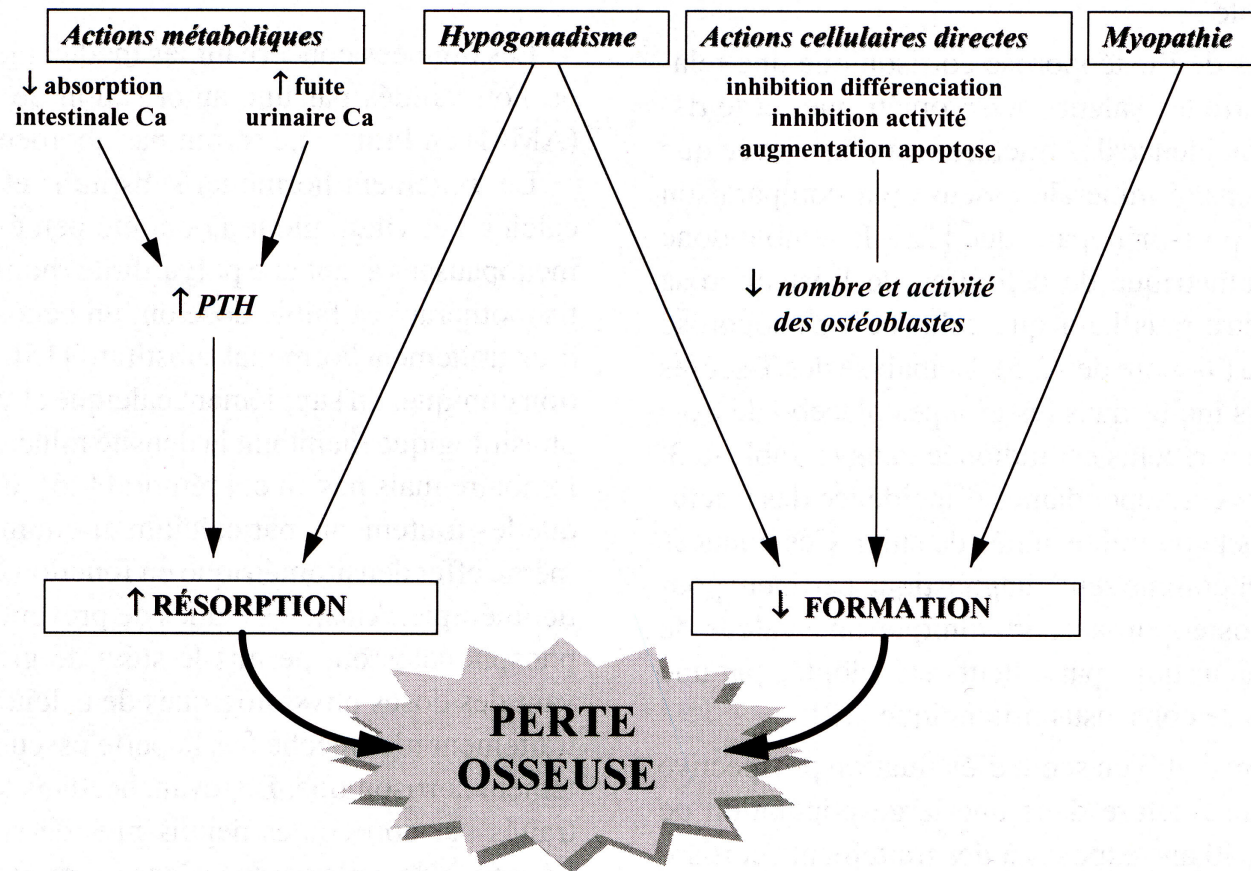 Actions métaboliques
Hypogonadisme
Actions cellulaires directes
Myopathie
↓ absorption
intestinale Ca
↑ fuite
urinaire Ca
inhibition différenciation
inhibition activité
augmentation apoptose
↑ PTH
↓ nombre et activité
des ostéoblastes
↑ RÉSORPTION
↓ FORMATION
PERTE
OSSEUSE